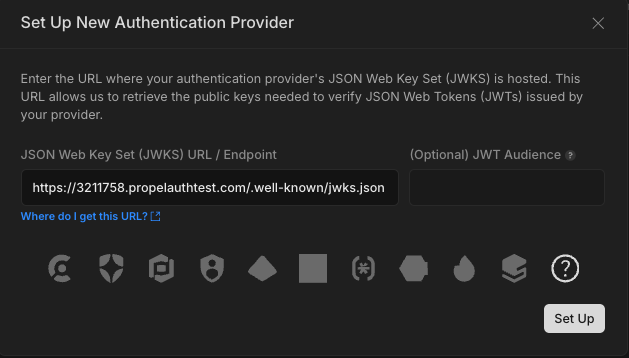 Set Up New Authentication Provider
Enter the URL where your authentication provider's JSON Web Key Set (JWKS) is hosted. This
URL allows us to retrieve the public keys needed to verify JSON Web Tokens (JWTs) issued by
your provider.
JSON Web Key Set (JWKS) URL / Endpoint
(Optional) JWT Audience ?
https://3211758.propelauthtest.com/.well-known/jwks.json
Where do I get this URL?
?
Set Up